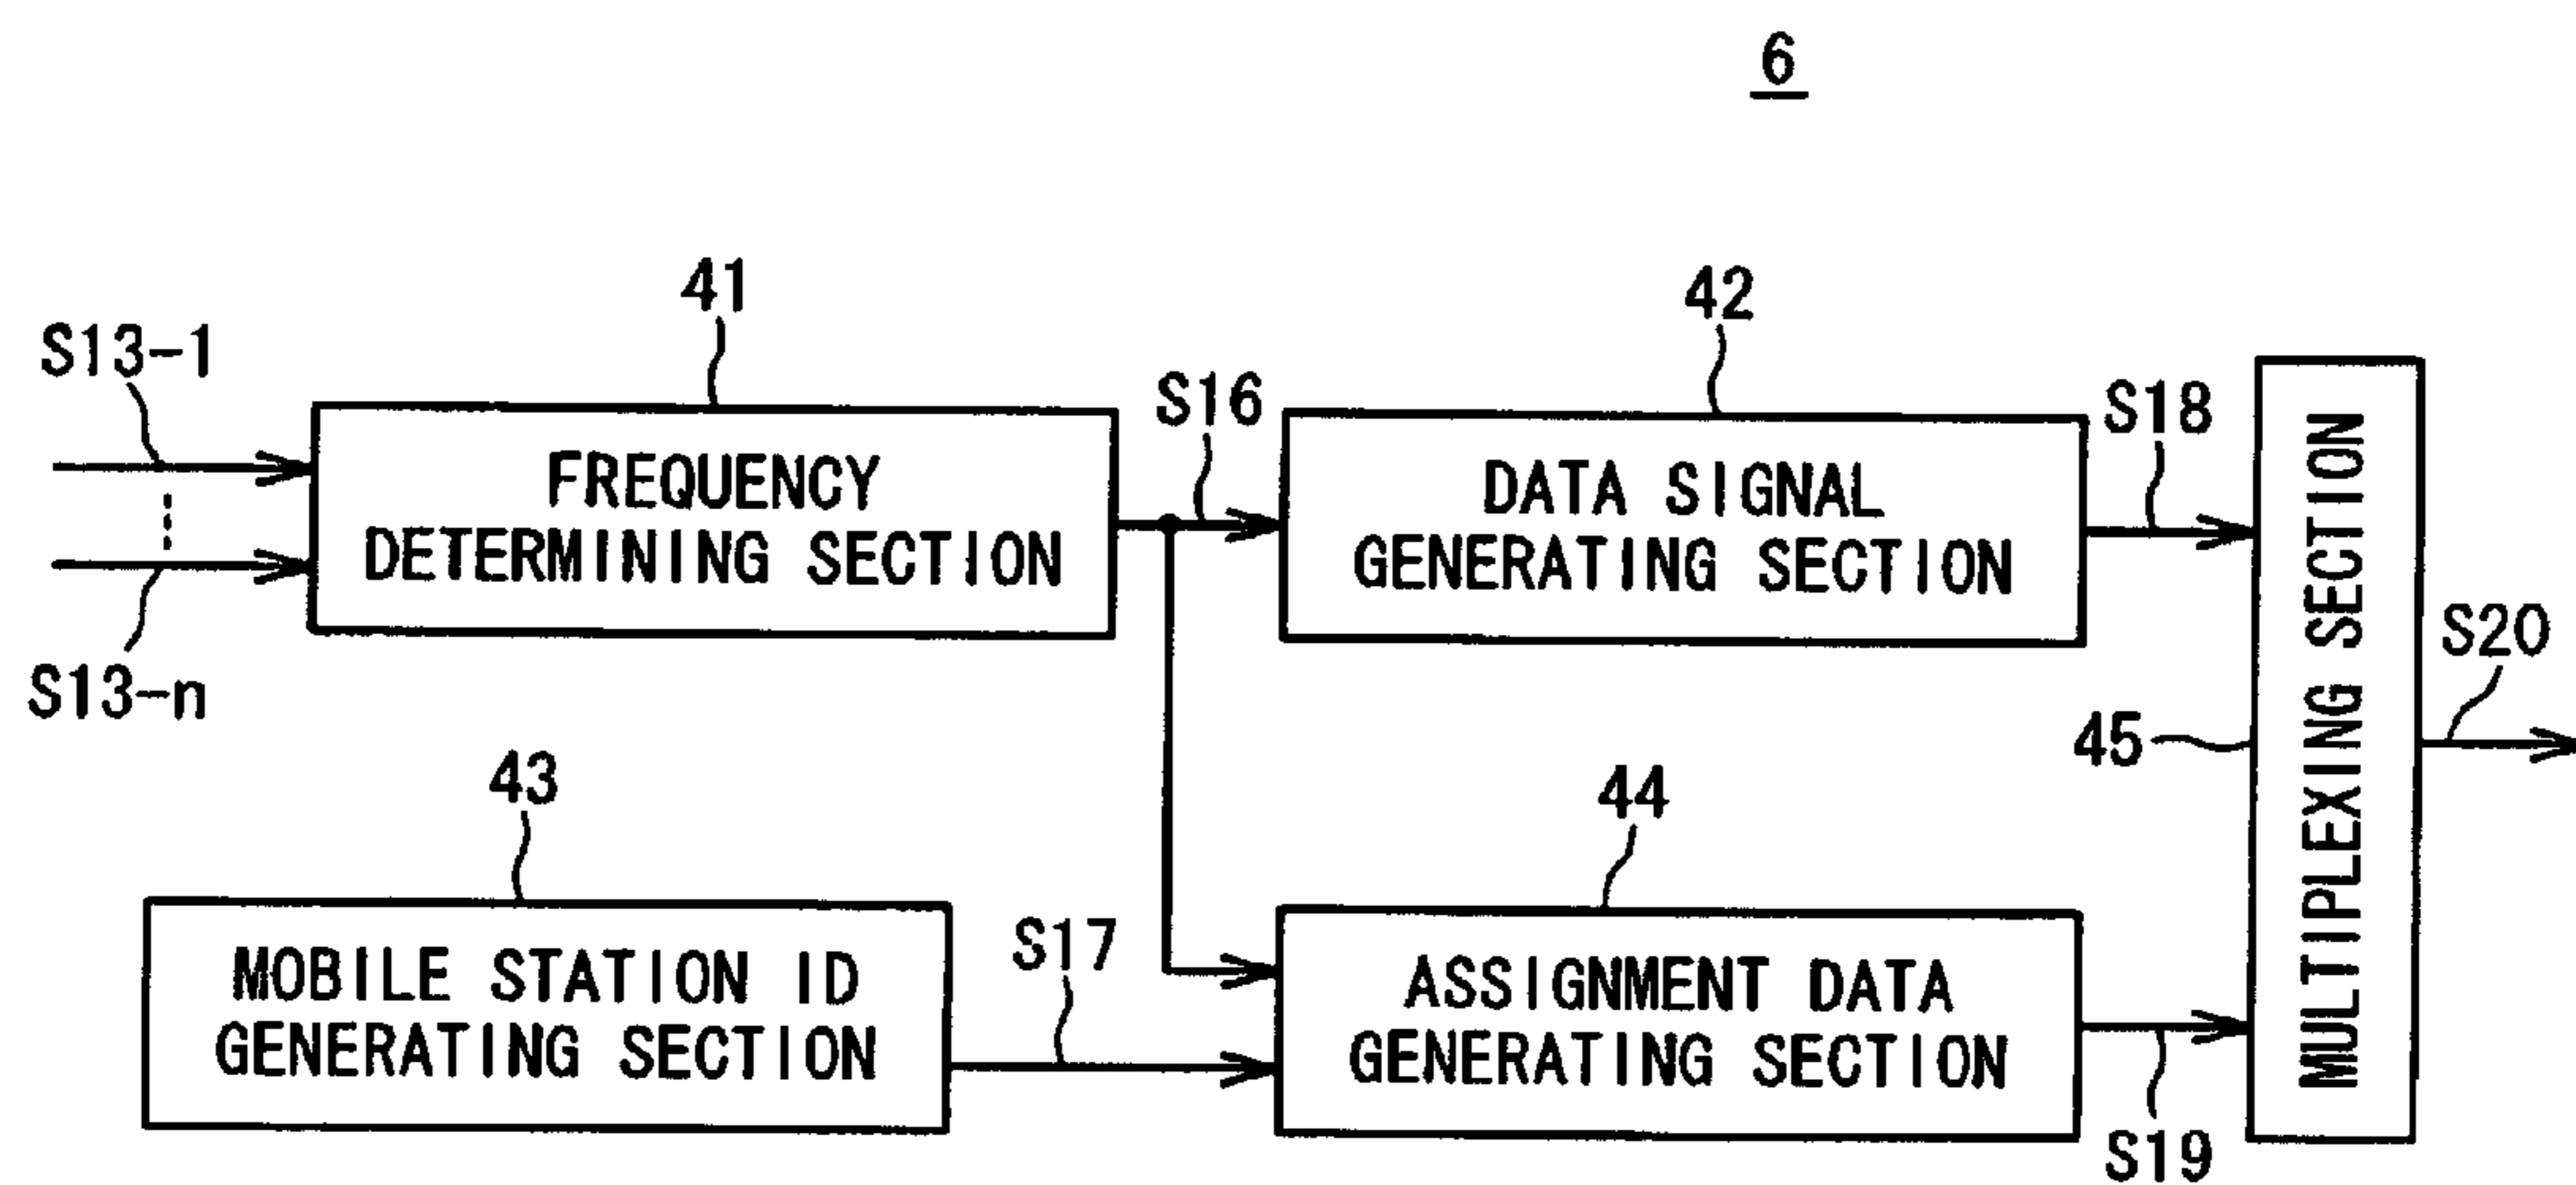 6
41
42
S13-1
S16
S18
FREQUENCY
DETERMINING SECTION
DATA SIGNAL
GENERATING SECTION
S13-n
MULTIPLEXING SECTION
S20
45
43
44
MOBILE STATION ID
GENERATING SECTION
S17
ASSIGNMENT DATA
GENERATING SECTION
S19